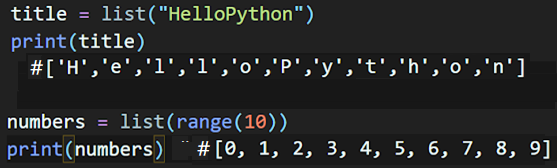 title = list("HelloPython")
print(title)
#['H','e','l','l','o','P','y','t','h','o','n']
numbers = list(range(10))
print(numbers) #[0, 1, 2, 3, 4, 5, 6, 7, 8, 9]